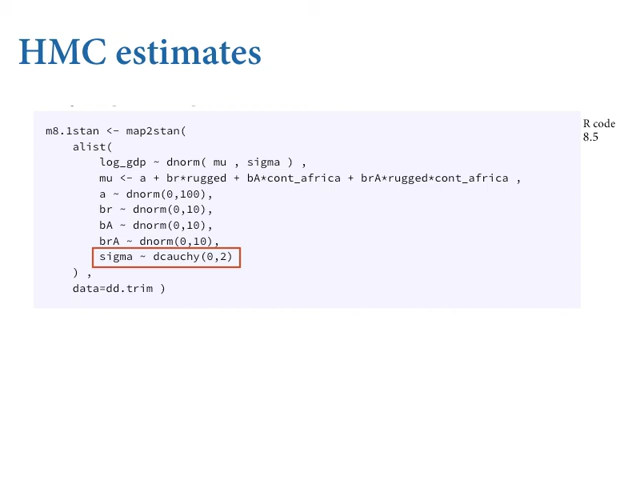 HMC estimates
R code
8.5
m8.1stan <- map2stan(
alist(
log_gdp ~ dnorm( mu , sigma ) ,
mu <- a + br*rugged + bA*cont_africa + brA*rugged*cont_africa ,
a ~ dnorm(0,100),
br ~ dnorm(0,10),
bA ~ dnorm(0,10),
brA ~ dnorm(0,10),
sigma ~ dcauchy(0,2)
) ,
data=dd.trim )